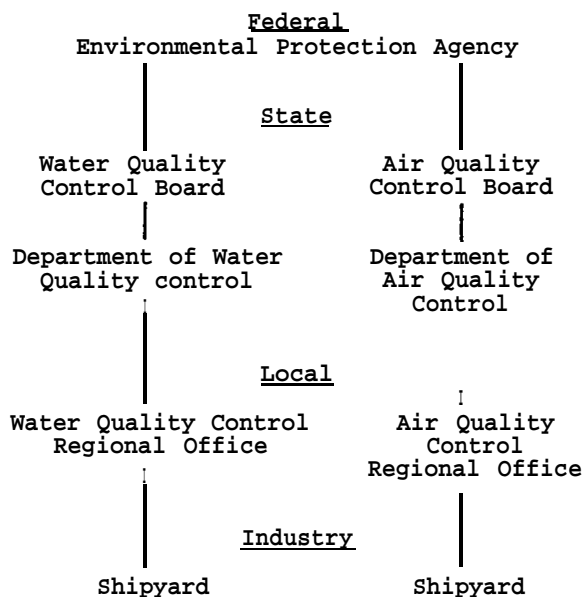 Federal
Environmental Protection Agency
State
Water Quality
Control Board
Air Quality
Control Board
Department of Water
Quality control
Department of
Air Quality
Control
Local
Water Quality Control
Regional Office
Air Quality
Control
Regional Office
Industry
Shipyard
Shipyard